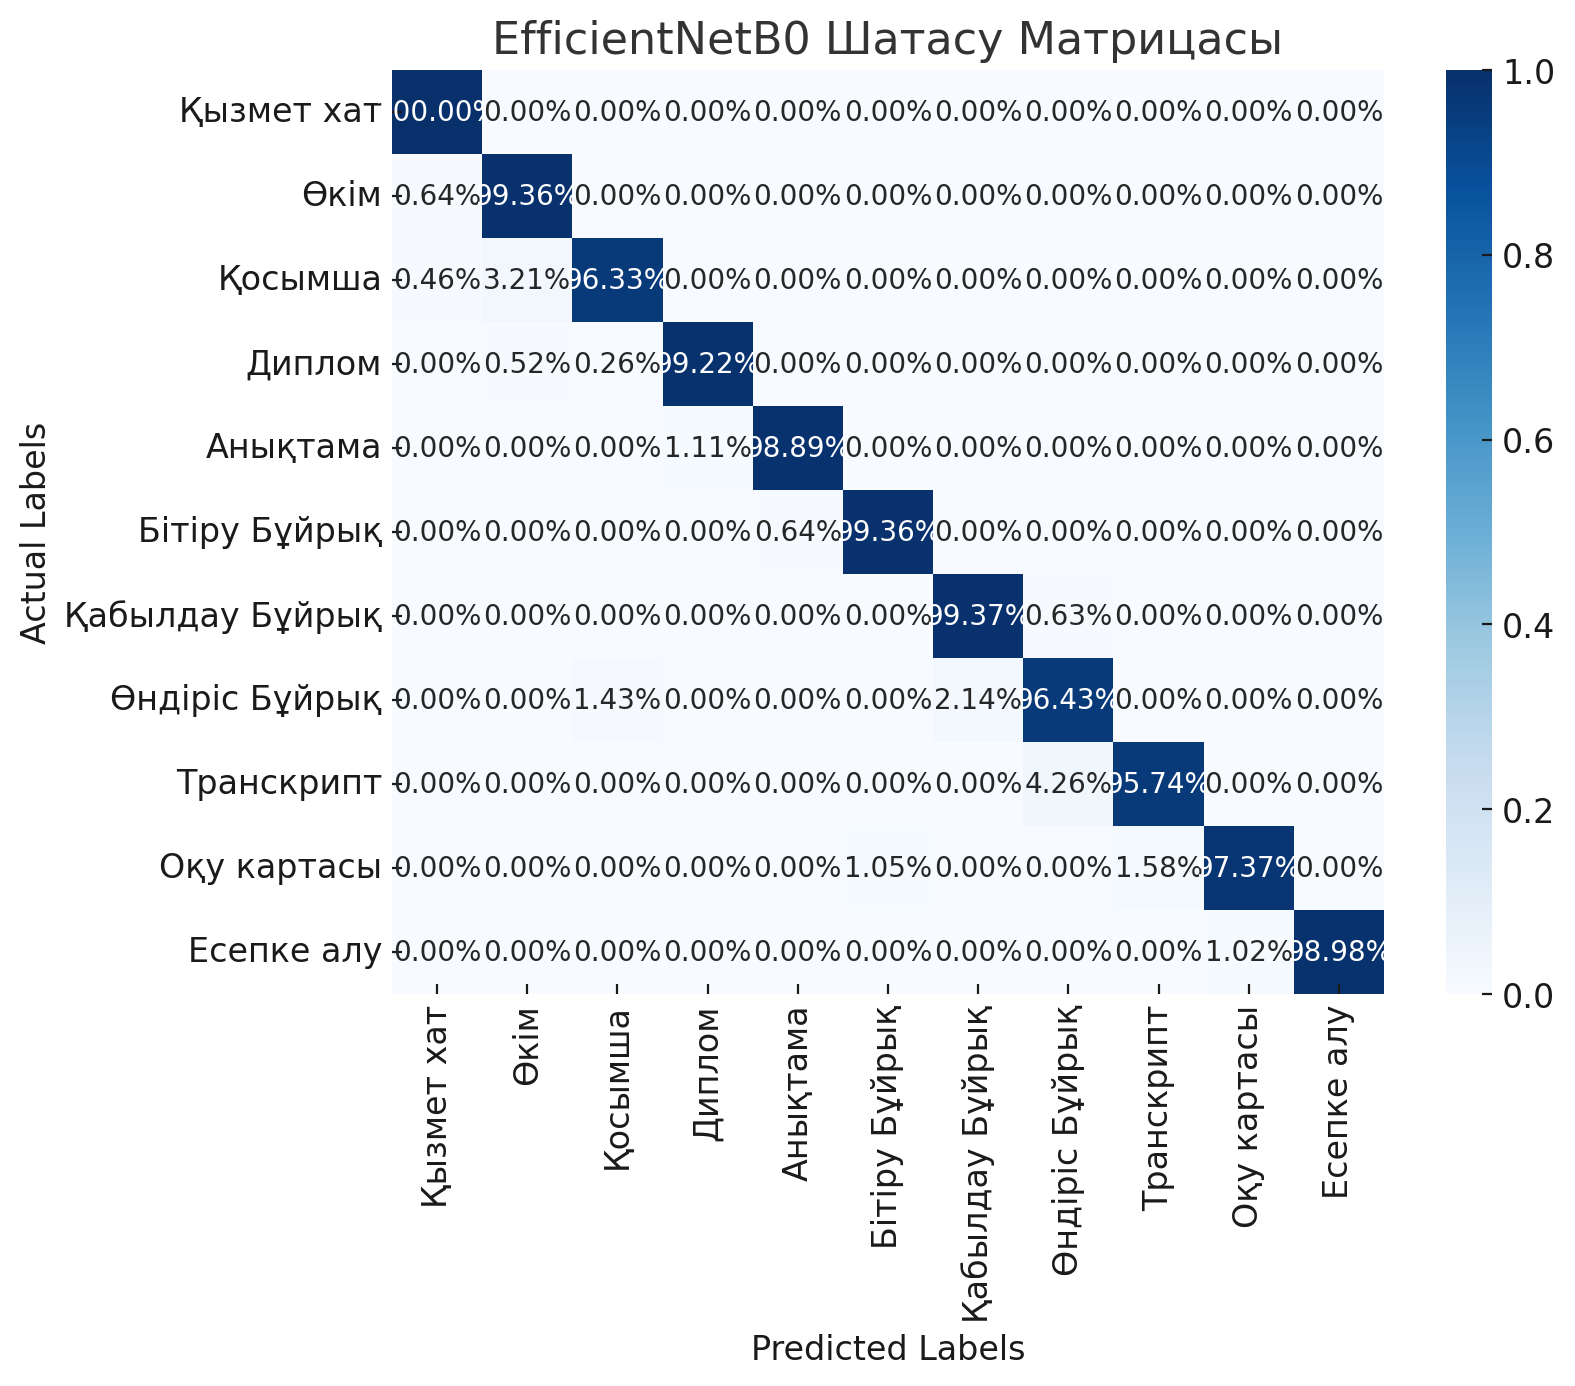 EfficientNetB0 Шатасу Матрицасы
Қызмет хат 00.00% 0.00% 0.00% 0.00% 0.00% 0.00% 0.00% 0.00% 0.00% 0.00% 0.00%
Өкім 0.64% 99.36% 0.00% 0.00% 0.00% 0.00% 0.00% 0.00% 0.00% 0.00% 0.00%
Қосымша 0.46% 3.21% 96.33% 0.00% 0.00% 0.00% 0.00% 0.00% 0.00% 0.00% 0.00%
Диплом 0.00% 0.52% 0.26% 99.22% 0.00% 0.00% 0.00% 0.00% 0.00% 0.00% 0.00%
Анықтама 0.00% 0.00% 0.00% 1.11% 98.89% 0.00% 0.00% 0.00% 0.00% 0.00% 0.00%
Бітіру Бұйрық 0.00% 0.00% 0.00% 0.00% 0.64% 99.36% 0.00% 0.00% 0.00% 0.00% 0.00%
Қабылдау Бұйрық 0.00% 0.00% 0.00% 0.00% 0.00% 0.00% 99.37% 0.63% 0.00% 0.00% 0.00%
Өндіріс Бұйрық 0.00% 0.00% 1.43% 0.00% 0.00% 0.00% 2.14% 96.43% 0.00% 0.00% 0.00%
Транскрипт 0.00% 0.00% 0.00% 0.00% 0.00% 0.00% 0.00% 4.26% 95.74% 0.00% 0.00%
Оқу картасы 0.00% 0.00% 0.00% 0.00% 0.00% 1.05% 0.00% 0.00% 1.58% 97.37% 0.00%
Есепке алу 0.00% 0.00% 0.00% 0.00% 0.00% 0.00% 0.00% 0.00% 0.00% 1.02% 98.98%
Actual Labels
Қызмет хат
Өкім
Қосымша
Диплом
Анықтама
Бітіру Бұйрық
Қабылдау Бұйрық
Өндіріс Бұйрық
Транскрипт
Оқу картасы
Есепке алу
Predicted Labels
1.0
0.8
0.6
0.4
0.2
0.0